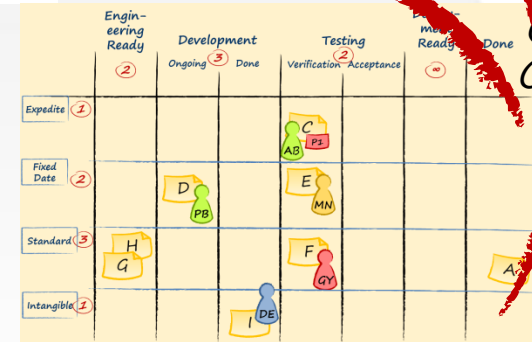 Engin-
eering
Ready
2
Development
3
Ongoing
Done
Testing
2
Verification
Acceptance
Ready
∞
Done
Expedite 1
C
P1
AB
Fixed
Date 2
D
PB
E
MN
Standard 3
H
G
F
GY
A
Intangible 1
I
DE